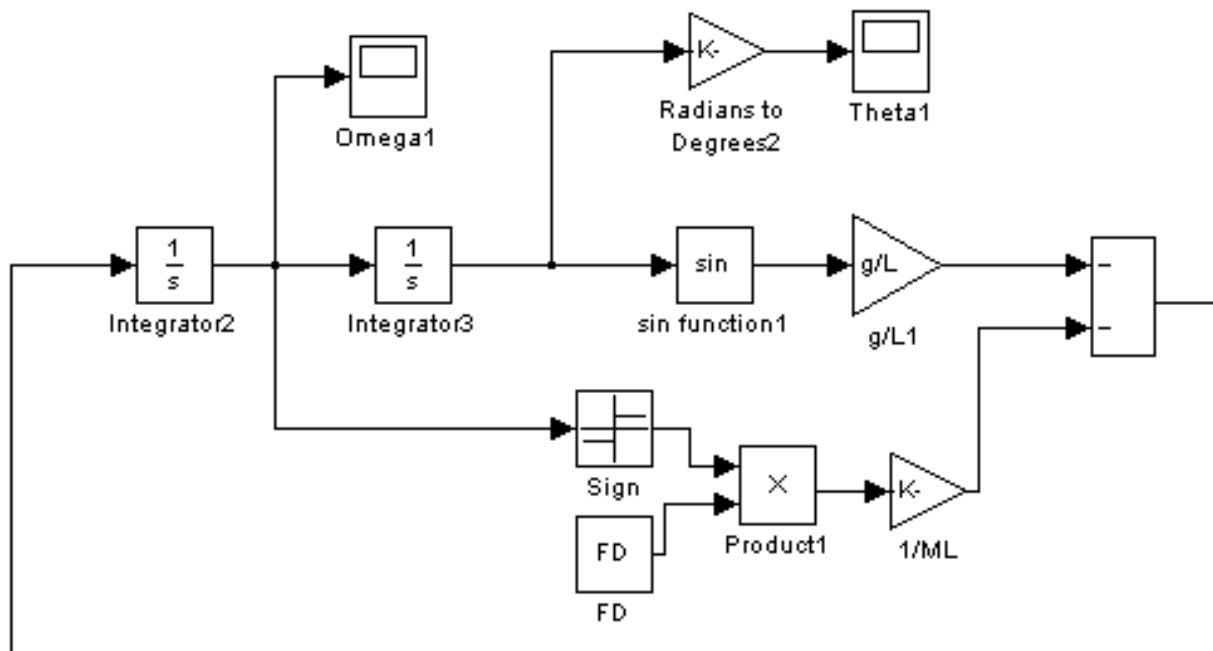 K-
Omega1
Radians to
Degrees2
Theta1
1
s
Integrator2
1
s
Integrator3
sin
sin function1
g/L
g/L1
-
-
Sign
FD
FD
×
Product1
K-
1/ML